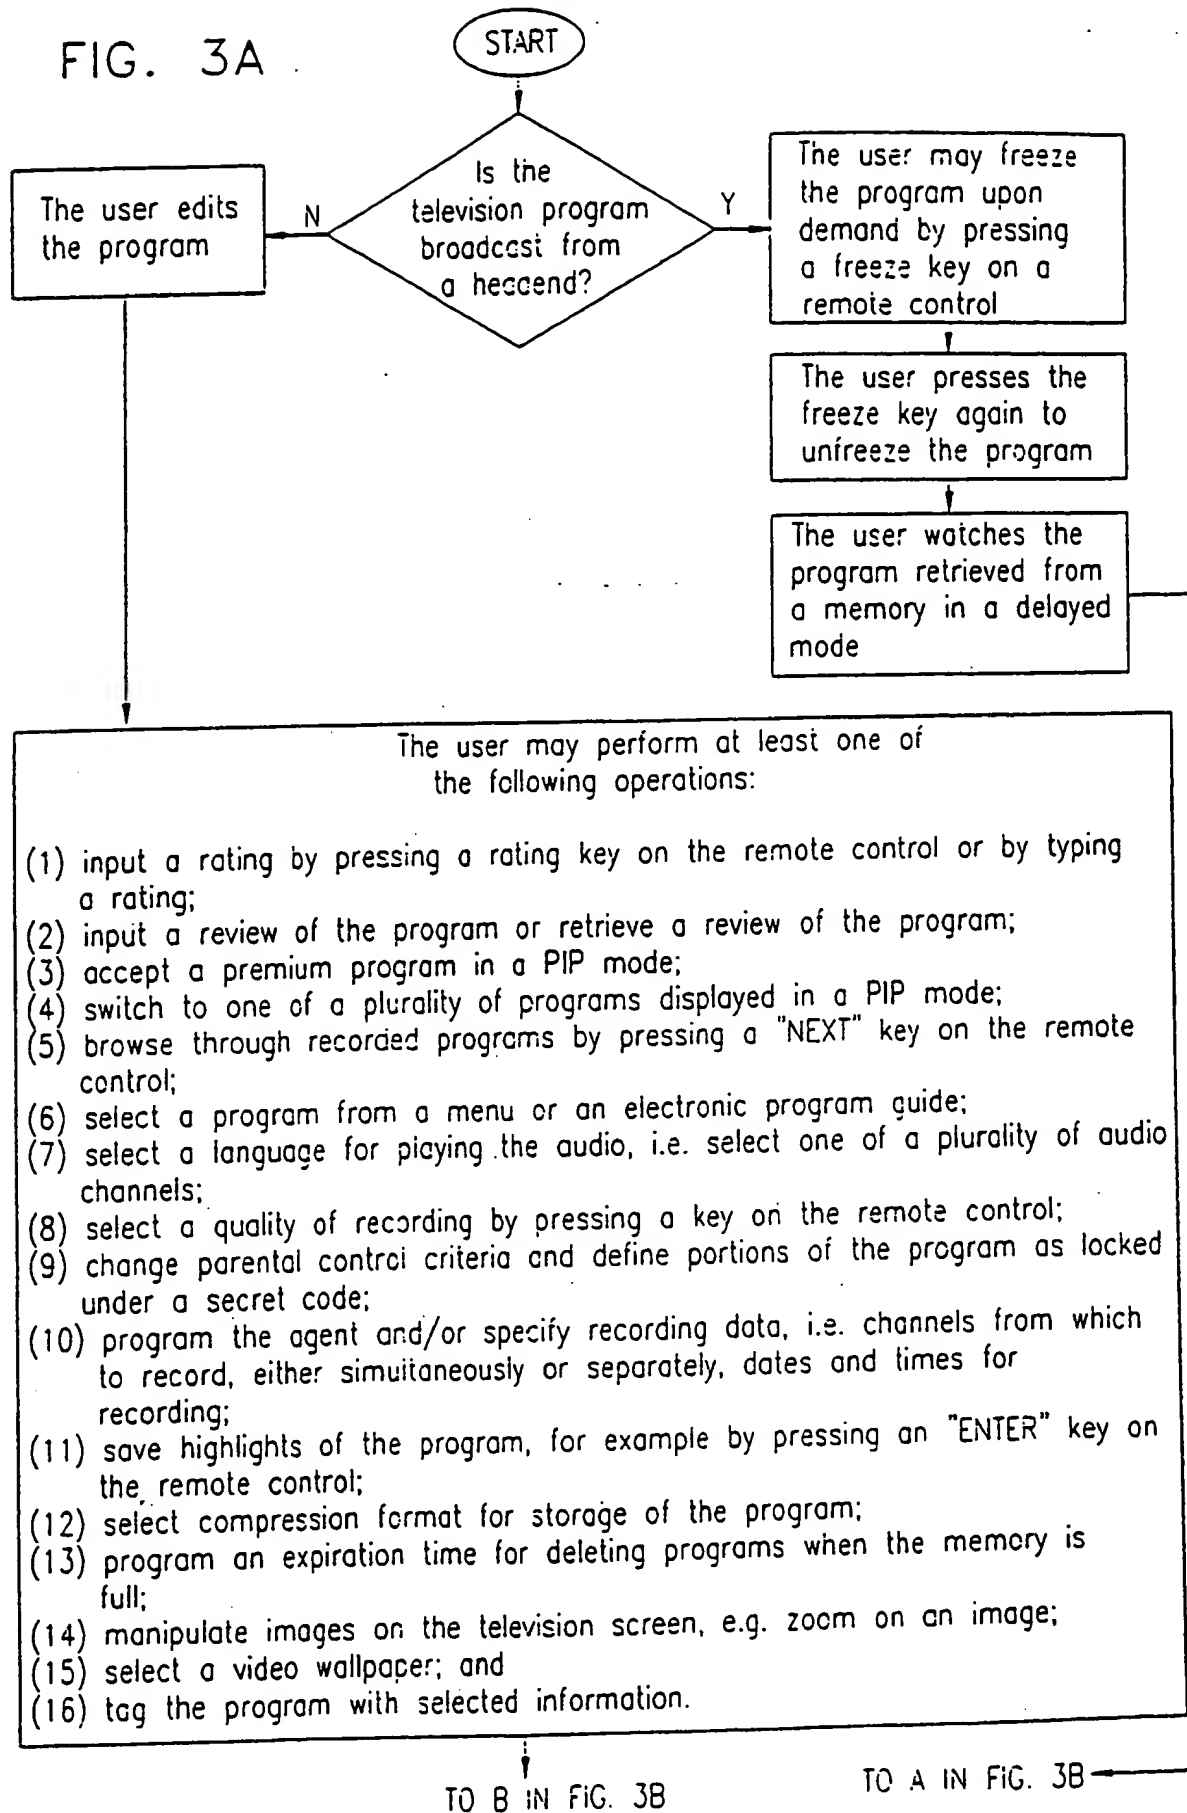 FIG. 3A
START
Is the
television program
broadcast from
a headend?
N
Y
The user edits
the program
The user may freeze
the program upon
demand by pressing
a freeze key on a
remote control
The user presses the
freeze key again to
unfreeze the program
The user watches the
program retrieved from
a memory in a delayed
mode
The user may perform at least one of
the following operations:
(1) input a rating by pressing a rating key on the remote control or by typing
a rating;
(2) input a review of the program or retrieve a review of the program;
(3) accept a premium program in a PIP mode;
(4) switch to one of a plurality of programs displayed in a PIP mode;
(5) browse through recorded programs by pressing a "NEXT" key on the remote
control;
(6) select a program from a menu or an electronic program guide;
(7) select a language for playing the audio, i.e. select one of a plurality of audio
channels;
(8) select a quality of recording by pressing a key on the remote control;
(9) change parental control criteria and define portions of the program as locked
under a secret code;
(10) program the agent and/or specify recording data, i.e. channels from which
to record, either simultaneously or separately, dates and times for
recording;
(11) save highlights of the program, for example by pressing an "ENTER" key on
the remote control;
(12) select compression format for storage of the program;
(13) program an expiration time for deleting programs when the memory is
full;
(14) manipulate images on the television screen, e.g. zoom on an image;
(15) select a video wallpaper; and
(16) tag the program with selected information.
TO B IN FIG. 3B
TO A IN FIG. 3B